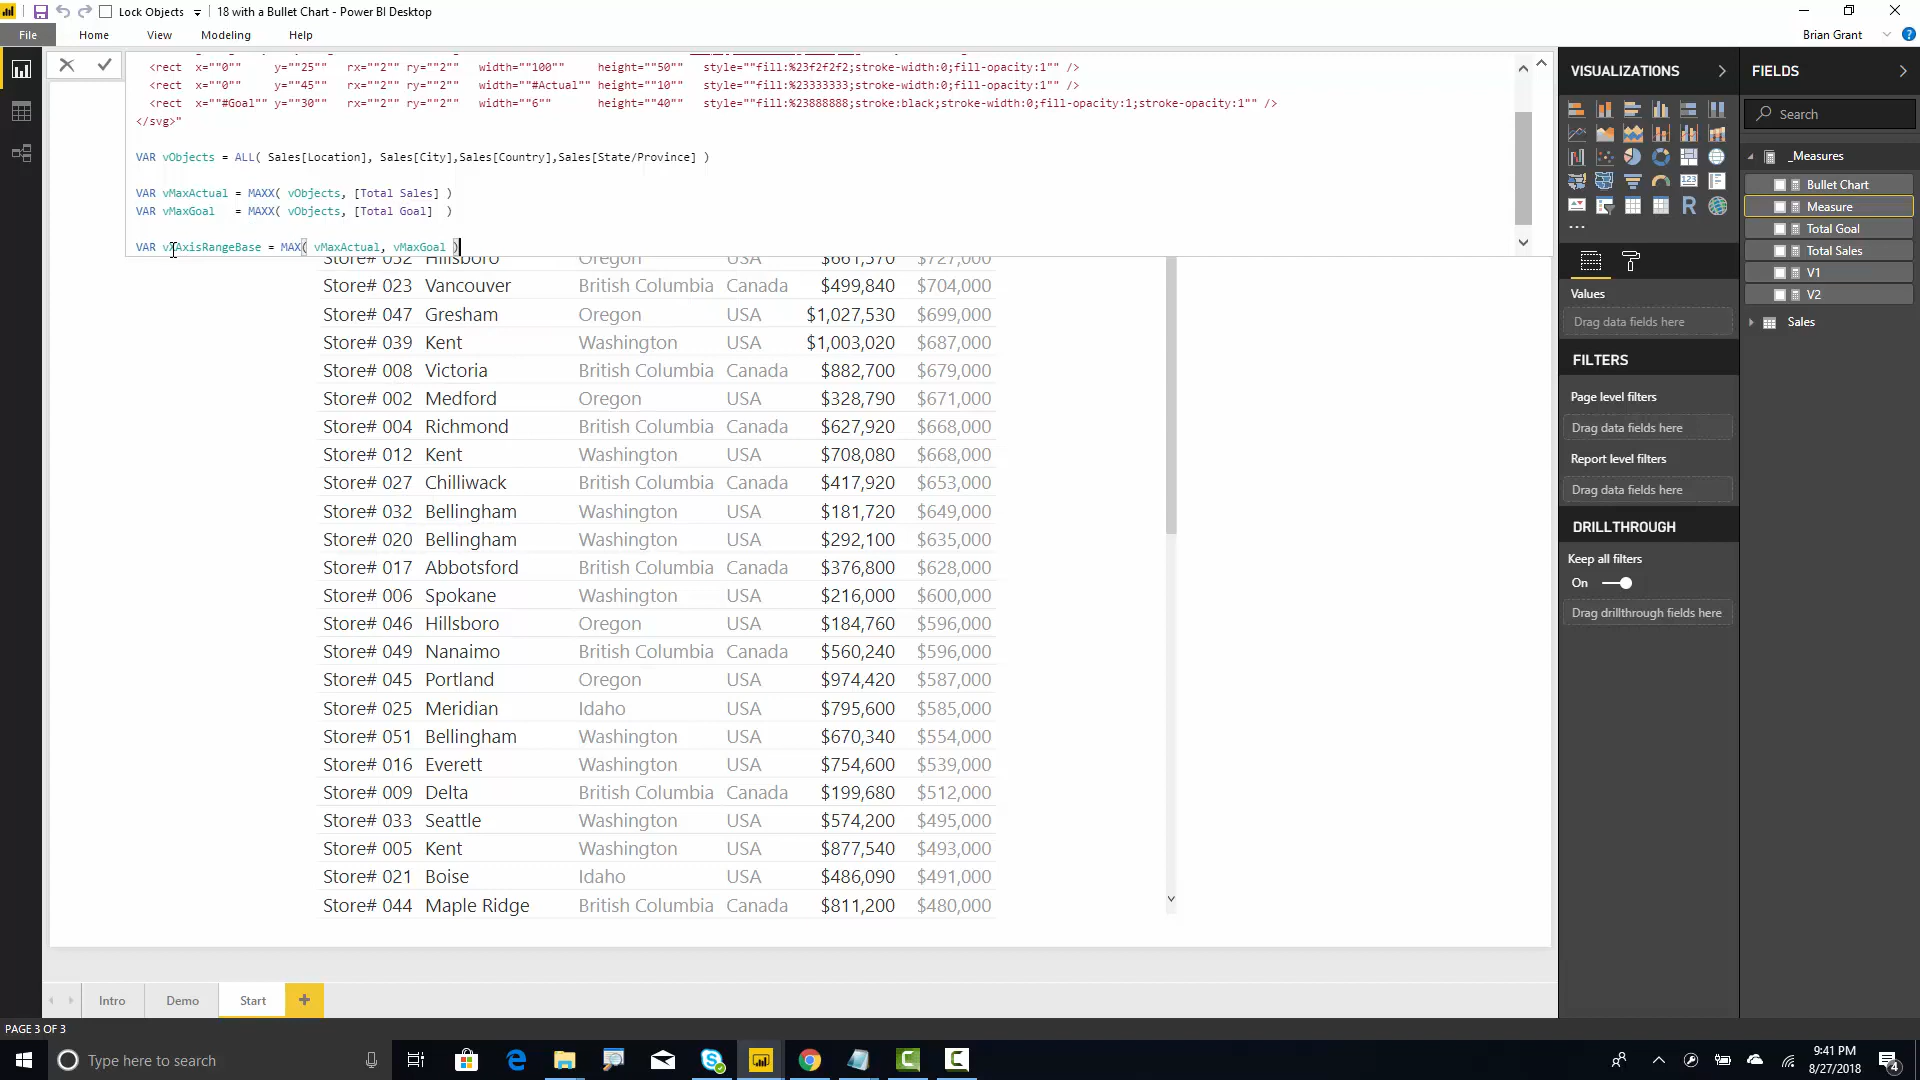 Lock Objects
18 with a Bullet Chart - Power BI Desktop
File
Home
View
Modeling
Help
Brian Grant
<rect x=""0"" y=""25"" rx=""2"" ry=""2"" width=""100"" height=""50"" style=""fill:%23f2f2f2;stroke-width:0;fill-opacity:1"" />
<rect x=""0"" y=""45"" rx=""2"" ry=""2"" width=""#Actual"" height=""10"" style=""fill:%23333333;stroke-width:0;fill-opacity:1"" />
<rect x=""#Goal"" y=""30"" rx=""2"" ry=""2"" width=""6"" height=""40"" style=""fill:%23888888;stroke:black;stroke-width:0;fill-opacity:1;stroke-opacity:1"" />
</svg>"
VAR vObjects = ALL( Sales[Location], Sales[City],Sales[Country],Sales[State/Province] )
VAR vMaxActual = MAXX( vObjects, [Total Sales] )
VAR vMaxGoal = MAXX( vObjects, [Total Goal] )
VAR vXAxisRangeBase = MAX( vMaxActual, vMaxGoal )
Hillsboro Oregon USA $727,000
Store# 023 Vancouver British Columbia Canada $499,840 $704,000
Store# 047 Gresham Oregon USA $1,027,530 $699,000
Store# 039 Kent Washington USA $1,003,020 $687,000
Store# 008 Victoria British Columbia Canada $882,700 $679,000
Store# 002 Medford Oregon USA $328,790 $671,000
Store# 004 Richmond British Columbia Canada $627,920 $668,000
Store# 012 Kent Washington USA $708,080 $668,000
Store# 027 Chilliwack British Columbia Canada $417,920 $653,000
Store# 032 Bellingham Washington USA $181,720 $649,000
Store# 020 Bellingham Washington USA $292,100 $635,000
Store# 017 Abbotsford British Columbia Canada $376,800 $628,000
Store# 006 Spokane Washington USA $216,000 $600,000
Store# 046 Hillsboro Oregon USA $184,760 $596,000
Store# 049 Nanaimo British Columbia Canada $560,240 $596,000
Store# 045 Portland Oregon USA $974,420 $587,000
Store# 025 Meridian Idaho USA $795,600 $585,000
Store# 051 Bellingham Washington USA $670,340 $554,000
Store# 016 Everett Washington USA $754,600 $539,000
Store# 009 Delta British Columbia Canada $199,680 $512,000
Store# 033 Seattle Washington USA $574,200 $495,000
Store# 005 Kent Washington USA $877,540 $493,000
Store# 021 Boise Idaho USA $486,090 $491,000
Store# 044 Maple Ridge British Columbia Canada $811,200 $480,000
VISUALIZATIONS
123
R
Values
Drag data fields here
FILTERS
Page level filters
Drag data fields here
Report level filters
Drag data fields here
DRILLTHROUGH
Keep all filters
On
Drag drillthrough fields here
FIELDS
Search
_Measures
Bullet Chart
Measure
Total Goal
Total Sales
V1
V2
Sales
Intro
Demo
Start
PAGE 3 OF 3
Type here to search
9:41 PM
8/27/2018
4